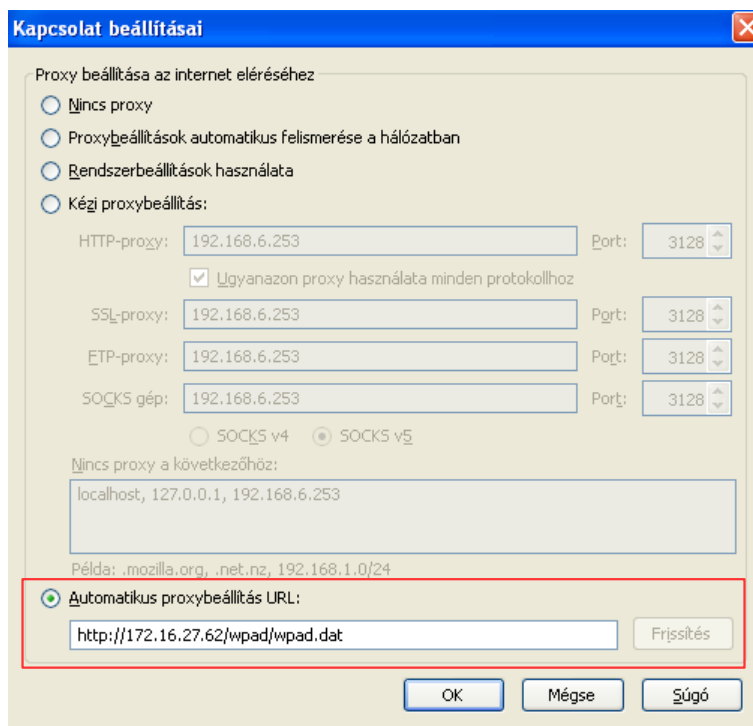 Kapcsolat beállításai
Proxy beállítása az internet eléréséhez
Nincs proxy
Proxybeállítások automatikus felismerése a hálózatban
Rendszerbeállítások használata
Kézi proxybeállítás:
HTTP-proxy: 192.168.6.253 Port: 3128
Ugyanazon proxy használata minden protokollhoz
SSL-proxy: 192.168.6.253 Port: 3128
FTP-proxy: 192.168.6.253 Port: 3128
SOCKS gép: 192.168.6.253 Port: 3128
SOCKS v4 SOCKS v5
Nincs proxy a következőhöz:
localhost, 127.0.0.1, 192.168.6.253
Példa: .mozilla.org, .net.nz, 192.168.1.0/24
Automatikus proxybeállítás URL:
http://172.16.27.62/wpad/wpad.dat Frissítés
OK Mégse Súgó